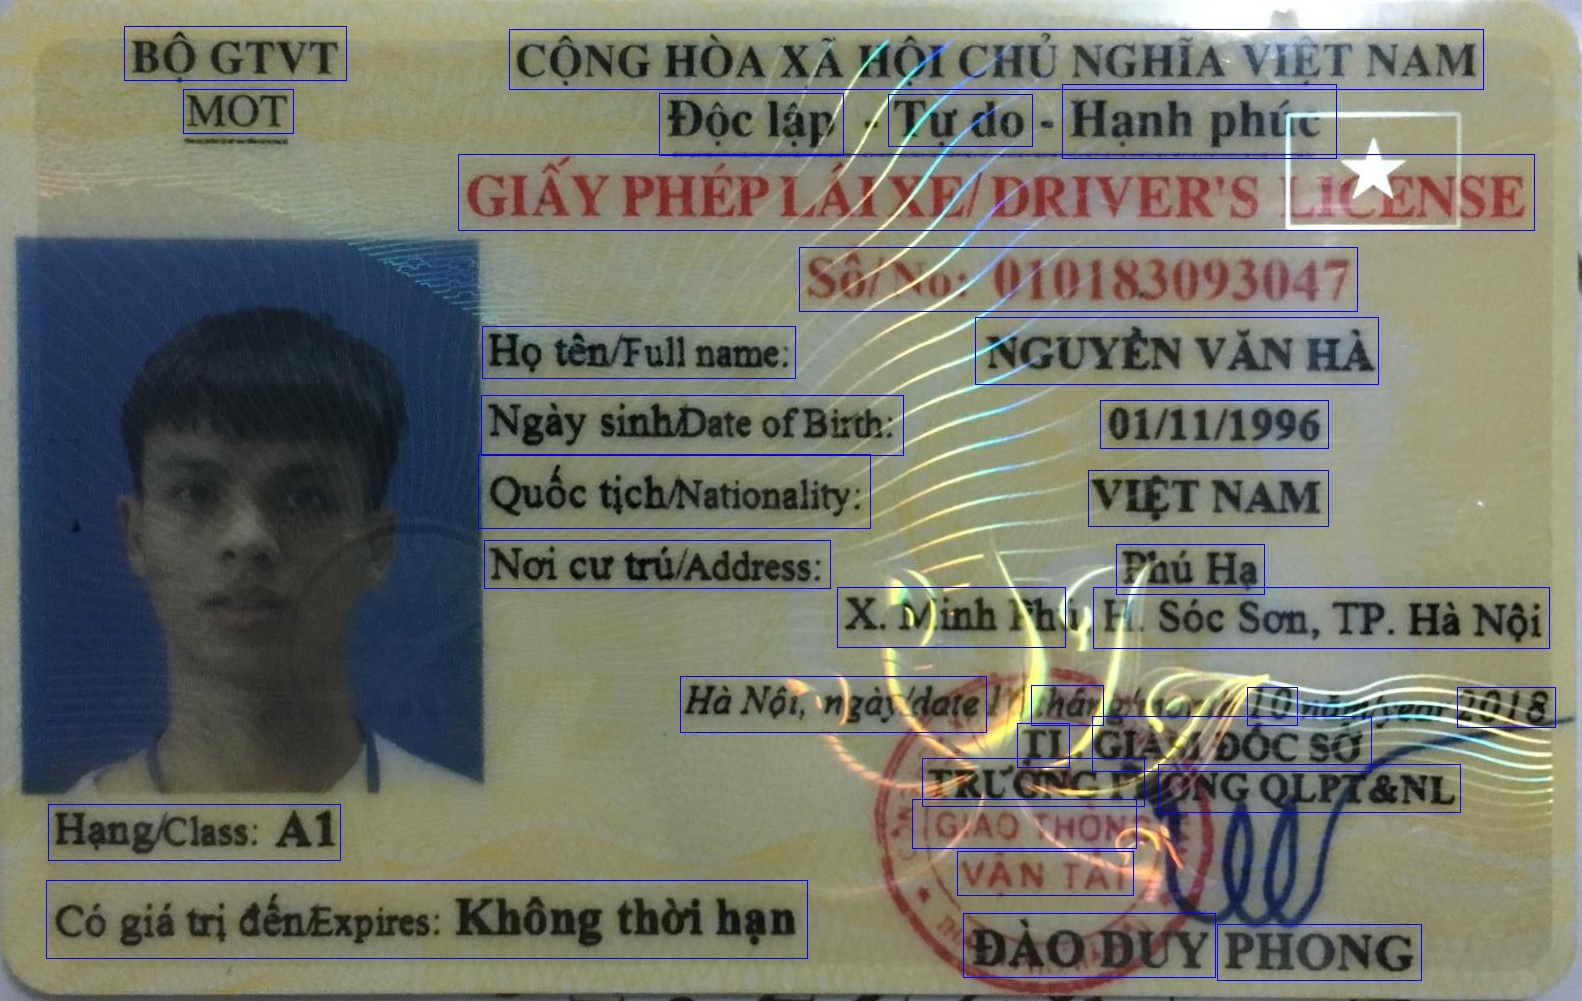 BỘ GTVT
MOT
CỘNG HÒA XÃ HỘI CHỦ NGHĨA VIỆT NAM
Độc lập - Tự do - Hạnh phúc
GIẤY PHÉP LÁI XE/ DRIVER'S LICENSE
Số/ No: 010183093047
Họ tên/Full name: NGUYỄN VĂN HÀ
Ngày sinh/Date of Birth: 01/11/1996
Quốc tịch/Nationality: VIỆT NAM
Nơi cư trú/Address: Phú Hạ
X. Minh Phú, H. Sóc Sơn, TP. Hà Nội
Hà Nội, ngày/date tháng/month 10 năm/year 2018
TL. GIÁM ĐỐC SỞ
TRƯỞNG PHÒNG QLPT&NL
GIAO THÔNG
VẬN TẢI
ĐÀO DUY PHONG
Hạng/Class: A1
Có giá trị đến/Expires: Không thời hạn